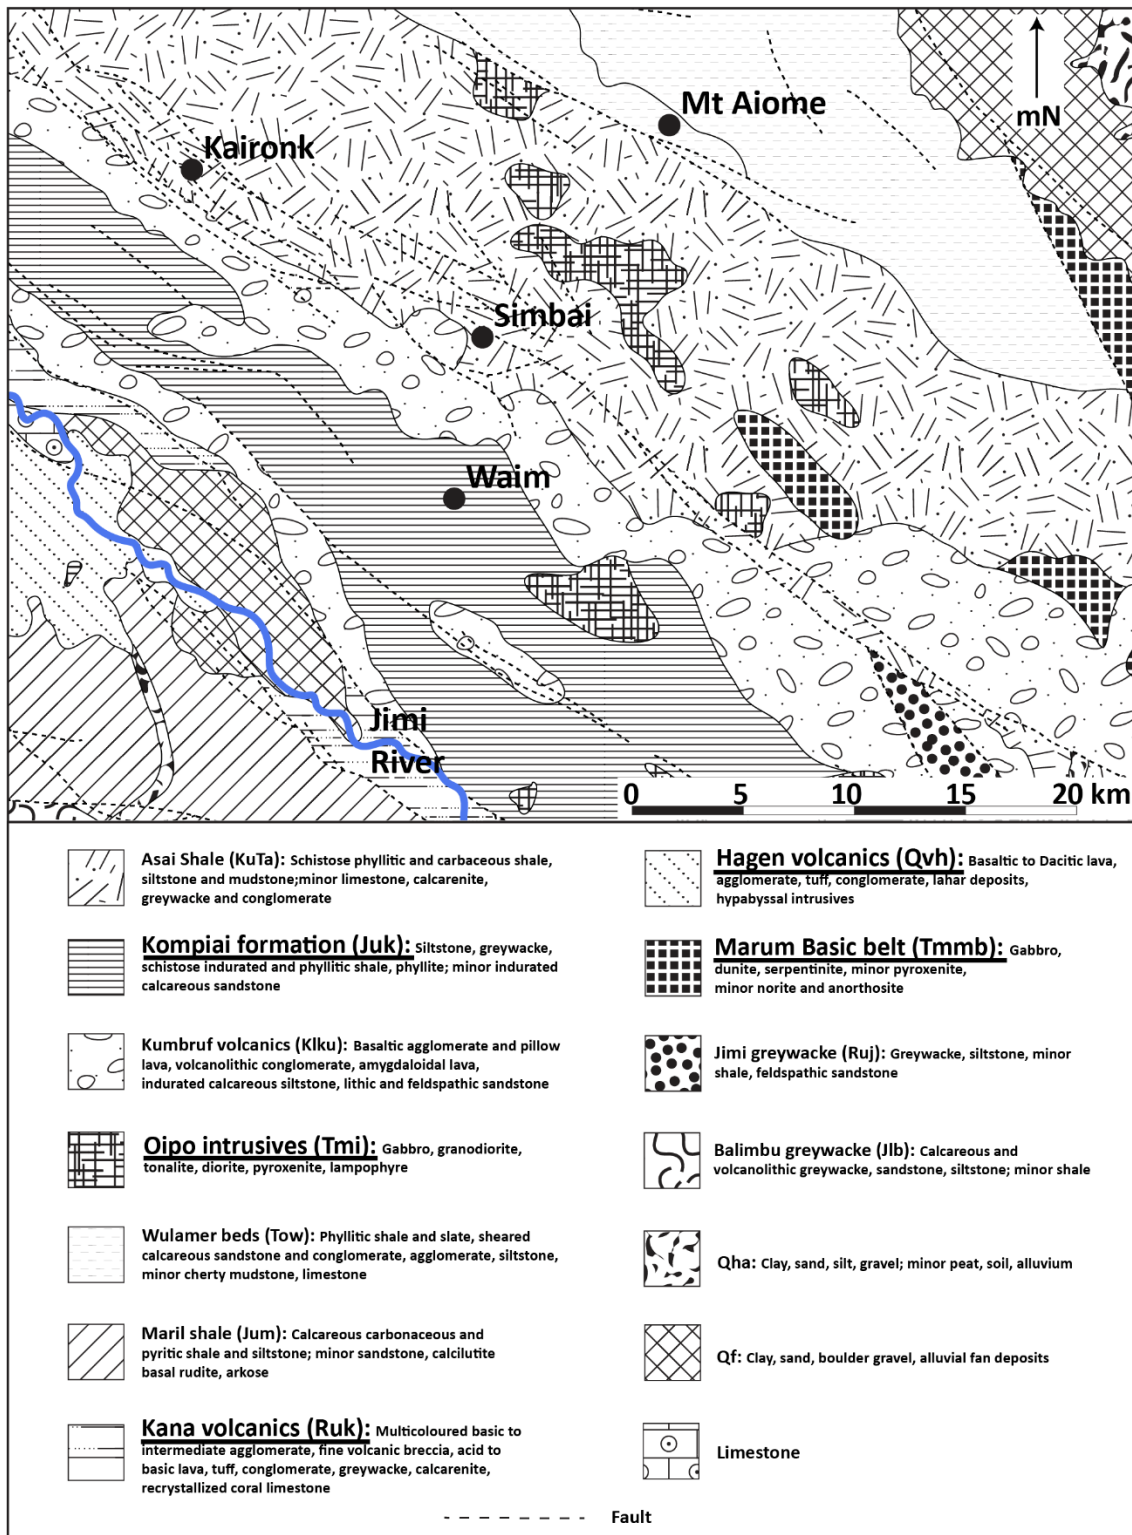 mN
Mt Aiome
Kaironk
Simbai
Waim
Jimi
River
0 5 10 15 20 km
Asai Shale (KuTa): Schistose phyllitic and carbaceous shale,
siltstone and mudstone;minor limestone, calcarenite,
greywacke and conglomerate
Kompiai formation (Juk): Siltstone, greywacke,
schistose indurated and phyllitic shale, phyllite; minor indurated
calcareous sandstone
Kumbruf volcanics (Klku): Basaltic agglomerate and pillow
lava, volcanolithic conglomerate, amygdaloidal lava,
indurated calcareous siltstone, lithic and feldspathic sandstone
Oipo intrusives (Tmi): Gabbro, granodiorite,
tonalite, diorite, pyroxenite, lampophyre
Wulamer beds (Tow): Phyllitic shale and slate, sheared
calcareous sandstone and conglomerate, agglomerate, siltstone,
minor cherty mudstone, limestone
Maril shale (Jum): Calcareous carbonaceous and
pyritic shale and siltstone; minor sandstone, calcilutite
basal rudite, arkose
Kana volcanics (Ruk): Multicoloured basic to
intermediate agglomerate, fine volcanic breccia, acid to
basic lava, tuff, conglomerate, greywacke, calcarenite,
recrystallized coral limestone
Hagen volcanics (Qvh): Basaltic to Dacitic lava,
agglomerate, tuff, conglomerate, lahar deposits,
hypabyssal intrusives
Marum Basic belt (Tmmb): Gabbro,
dunite, serpentinite, minor pyroxenite,
minor norite and anorthosite
Jimi greywacke (Ruj): Greywacke, siltstone, minor
shale, feldspathic sandstone
Balimbu greywacke (Jlb): Calcareous and
volcanolithic greywacke, sandstone, siltstone; minor shale
Qha: Clay, sand, silt, gravel; minor peat, soil, alluvium
Qf: Clay, sand, boulder gravel, alluvial fan deposits
Limestone
Fault